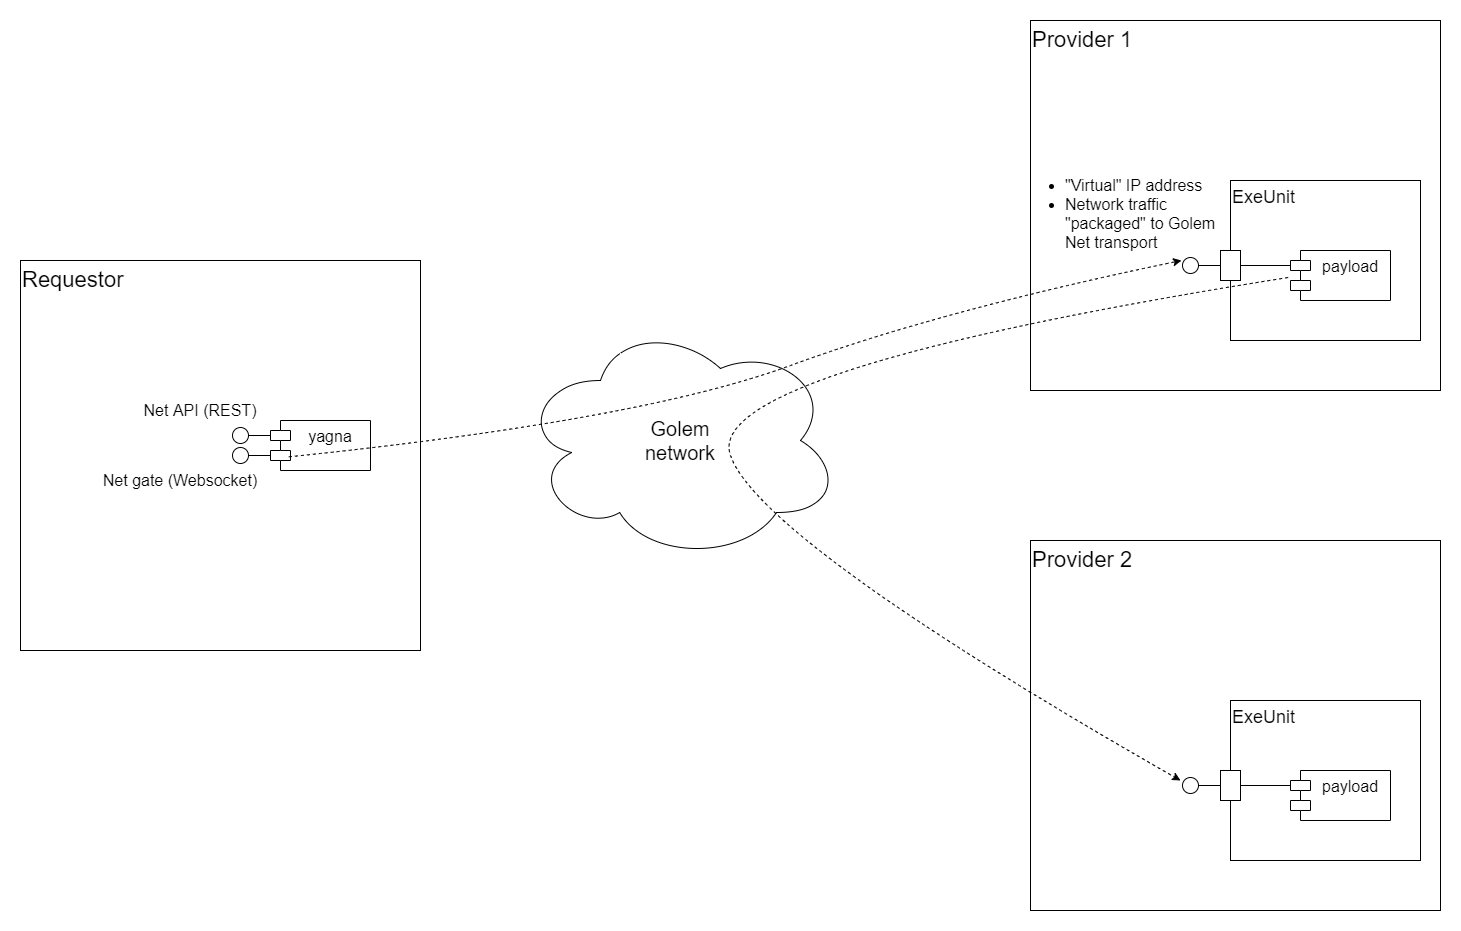 Provider 1
"Virtual" IP address
Network traffic
"packaged" to Golem
Net transport
ExeUnit
payload
Requestor
Net API (REST)
yagna
Net gate (Websocket)
Golem
network
Provider 2
ExeUnit
payload